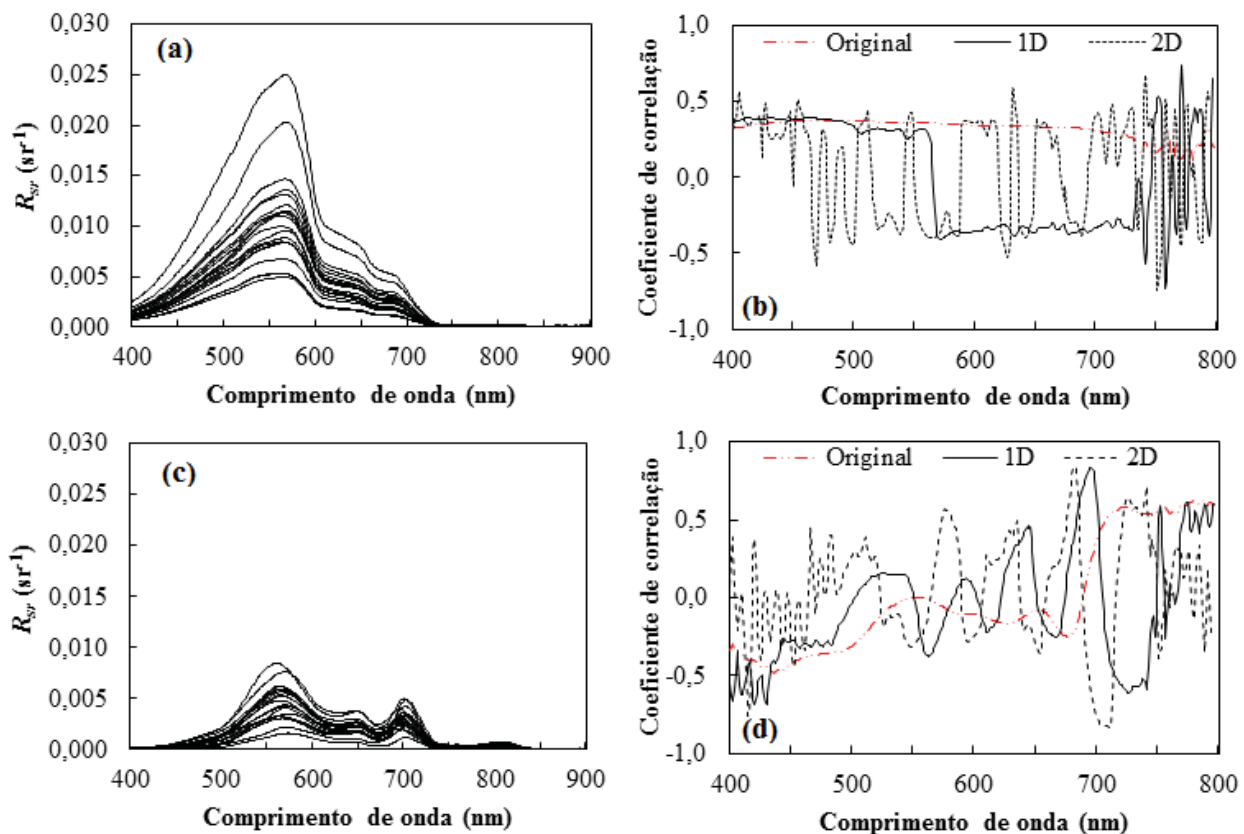 0,030
0,025
0,020
0,015
0,010
0,005
0,000
R_sr (sr⁻¹)
(a)
400 500 600 700 800 900
Comprimento de onda (nm)
1,0
0,5
0,0
-0,5
-1,0
Coeficiente de correlação
Original 1D 2D
(b)
400 500 600 700 800
Comprimento de onda (nm)
0,030
0,025
0,020
0,015
0,010
0,005
0,000
R_sr (sr⁻¹)
(c)
400 500 600 700 800 900
Comprimento de onda (nm)
1,0
0,5
0,0
-0,5
-1,0
Coeficiente de correlação
Original 1D 2D
(d)
400 500 600 700 800
Comprimento de onda (nm)